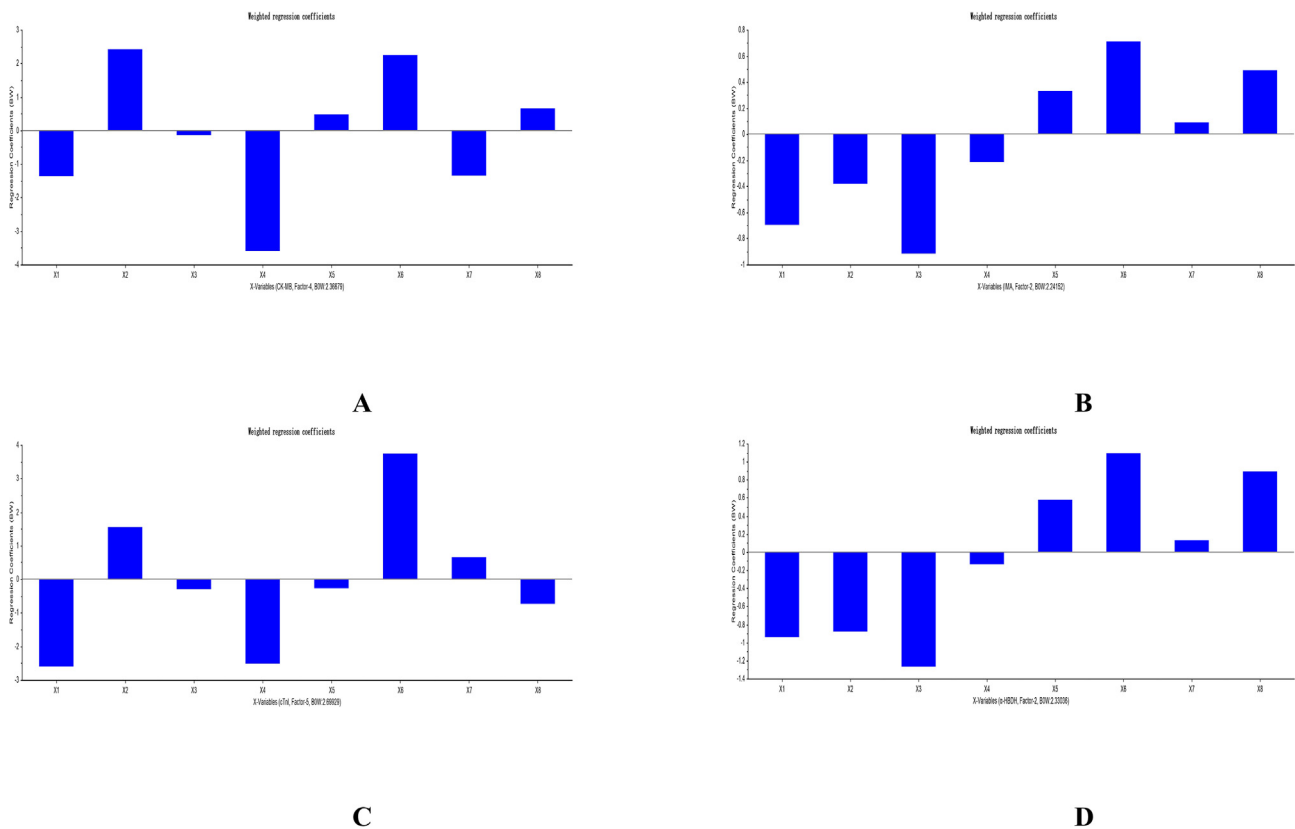 Weighted regression coefficients
Regression Coefficients (BW)
3
2
1
0
-1
-2
-3
-4
X1 X2 X3 X4 X5 X6 X7 X8
X-Variables (CK-MB, Factor-4, B0W:2.36879)
A
Weighted regression coefficients
Regression Coefficients (BW)
0.8
0.6
0.4
0.2
0
-0.2
-0.4
-0.6
-0.8
-1
X1 X2 X3 X4 X5 X6 X7 X8
X-Variables (IMA, Factor-2, B0W:2.24152)
B
Weighted regression coefficients
Regression Coefficients (BW)
4
3
2
1
0
-1
-2
-3
X1 X2 X3 X4 X5 X6 X7 X8
X-Variables (cTnI, Factor-5, B0W:2.69929)
C
Weighted regression coefficients
Regression Coefficients (BW)
1.2
1
0.8
0.6
0.4
0.2
0
-0.2
-0.4
-0.6
-0.8
-1
-1.2
-1.4
X1 X2 X3 X4 X5 X6 X7 X8
X-Variables (α-HBDH, Factor-2, B0W:2.33036)
D